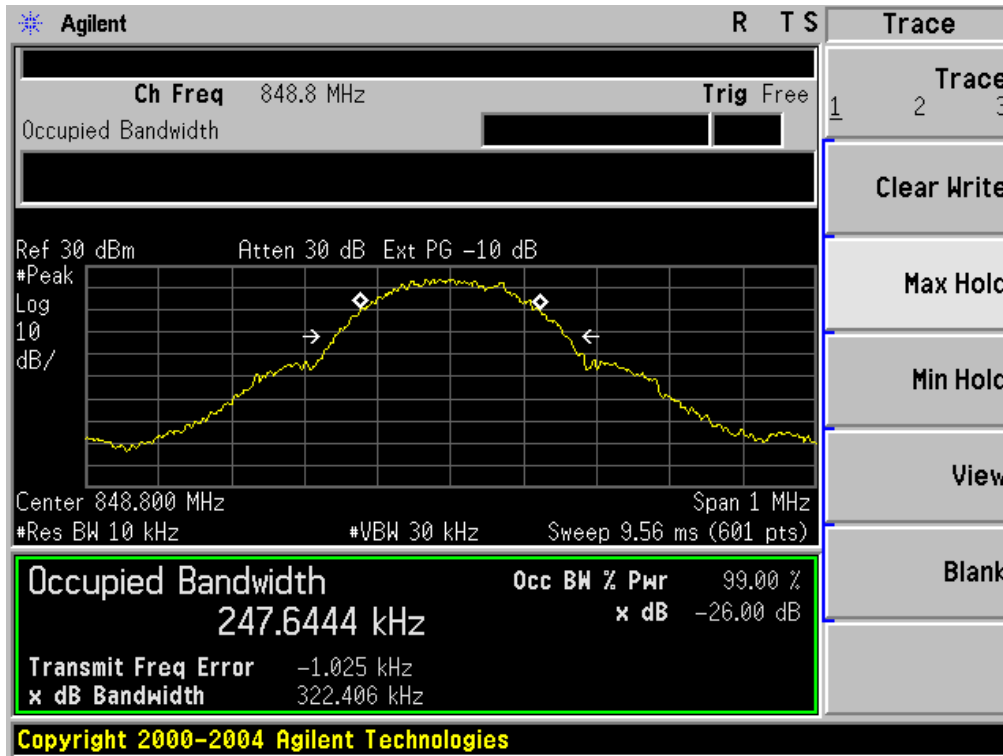 Agilent R T S Trace
Ch Freq 848.8 MHz Trig Free
Occupied Bandwidth
Ref 30 dBm Atten 30 dB Ext PG -10 dB
#Peak
Log
10
dB/
Center 848.800 MHz Span 1 MHz
#Res BW 10 kHz #VBW 30 kHz Sweep 9.56 ms (601 pts)
Occupied Bandwidth Occ BW % Pwr 99.00 %
247.6444 kHz x dB -26.00 dB
Transmit Freq Error -1.025 kHz
x dB Bandwidth 322.406 kHz
Copyright 2000-2004 Agilent Technologies
Trace
1 2 3
Clear Write
Max Hold
Min Hold
View
Blank